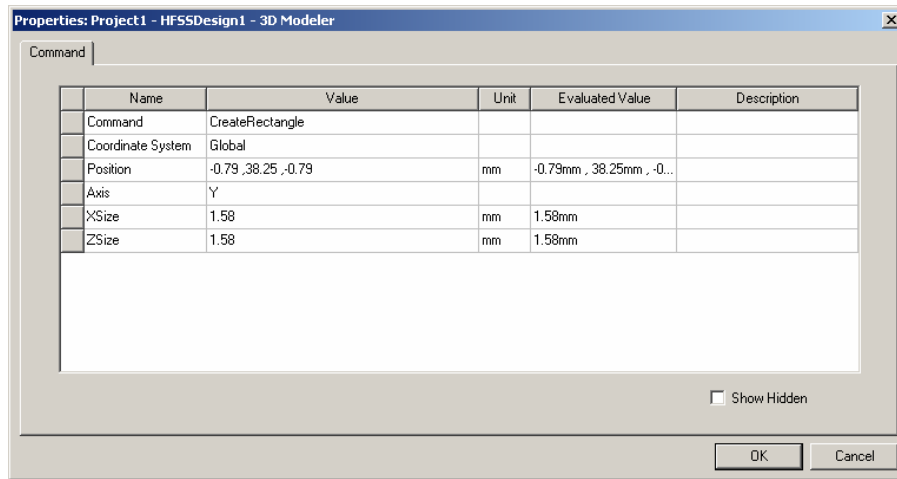 Properties: Project1 - HFSSDesign1 - 3D Modeler
Command
Name Value Unit Evaluated Value Description
Command CreateRectangle
Coordinate System Global
Position -0.79 ,38.25 ,-0.79 mm -0.79mm , 38.25mm , -0...
Axis Y
XSize 1.58 mm 1.58mm
ZSize 1.58 mm 1.58mm
Show Hidden
OK Cancel